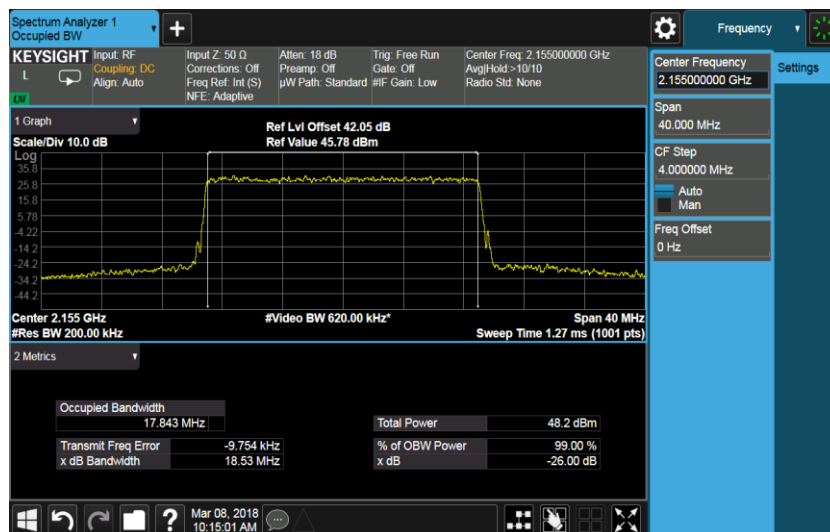 Spectrum Analyzer 1
Occupied BW
+
Frequency
KEYSIGHT
L
LXI
Input: RF
Coupling: DC
Align: Auto
Input Z: 50 Ω
Corrections: Off
Freq Ref: Int (S)
NFE: Adaptive
Atten: 18 dB
Preamp: Off
µW Path: Standard
Trig: Free Run
Gate: Off
#IF Gain: Low
Center Freq: 2.155000000 GHz
Avg|Hold:>10/10
Radio Std: None
Center Frequency
2.155000000 GHz
Settings
Span
40.000 MHz
CF Step
4.000000 MHz
Auto
Man
Freq Offset
0 Hz
1 Graph
Scale/Div 10.0 dB
Ref Lvl Offset 42.05 dB
Ref Value 45.78 dBm
Log
35.8
25.8
15.8
5.78
-4.22
-14.2
-24.2
-34.2
-44.2
Center 2.155 GHz
#Video BW 620.00 kHz*
Span 40 MHz
#Res BW 200.00 kHz
Sweep Time 1.27 ms (1001 pts)
2 Metrics
Occupied Bandwidth
17.843 MHz
Total Power 48.2 dBm
Transmit Freq Error -9.754 kHz
% of OBW Power 99.00 %
x dB Bandwidth 18.53 MHz
x dB -26.00 dB
?
Mar 08, 2018
10:15:01 AM